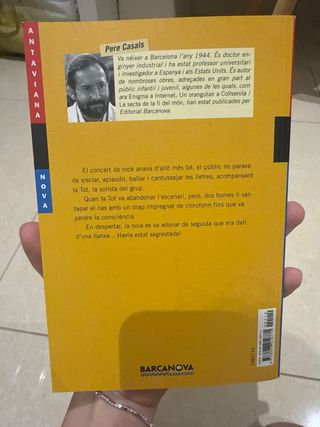 Pere Casals
Va néixer a Barcelona l'any 1944. És doctor en-
ginyer industrial i ha estat professor universitari
i investigador a Espanya i als Estats Units. És autor
de nombroses obres, adreçades en gran part al
públic infantil i juvenil, algunes de les quals, com
ara Enigma a Internet, Un orangutan a Collserola i
La secta de la fi del món, han estat publicades per
Editorial Barcanova.
ANTAVIANA
NOVA
El concert de rock anava d'allò més bé, el públic no parava
de xisclar, aplaudir, ballar i cantussejar les lletres, acompanyant
la Tot, la solista del grup.
Quan la Tot va abandonar l'escenari, però, dos homes li van
tapar el nas amb un drap impregnat de cloroform fins que va
perdre la consciència.
En despertar, la noia es va adonar de seguida que era dalt
d'una llanxa... Havia estat segrestada!
BARCANOVA